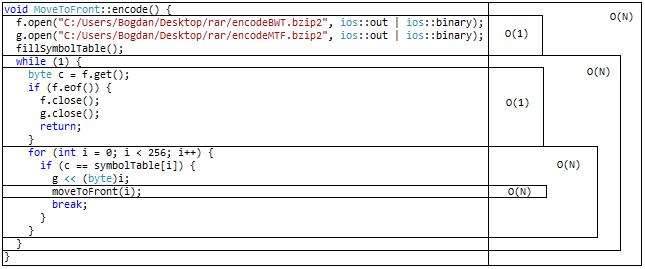 void MoveToFront::encode() {
O(N)
f.open("C:/Users/Bogdan/Desktop/rar/encodeBWT.bzip2", ios::out | ios::binary);
g.open("C:/Users/Bogdan/Desktop/rar/encodeMTF.bzip2", ios::out | ios::binary);
O(1)
fillSymbolTable();
while (1) {
O(N)
byte c = f.get();
if (f.eof()) {
f.close();
O(1)
g.close();
return;
}
for (int i = 0; i < 256; i++) {
if (c == symbolTable[i]) {
O(N)
g << (byte)i;
moveToFront(i);
O(N)
break;
}
}
}
}